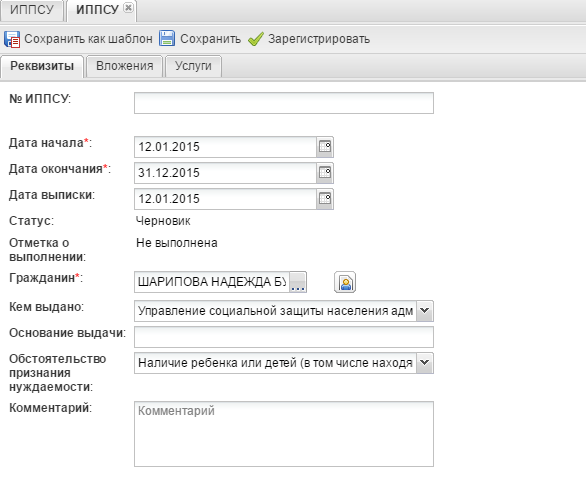 ИППСУ ИППСУ
Сохранить как шаблон Сохранить Зарегистрировать
Реквизиты Вложения Услуги
№ ИППСУ:
Дата начала*: 12.01.2015
Дата окончания*: 31.12.2015
Дата выписки: 12.01.2015
Статус: Черновик
Отметка о выполнении: Не выполнена
Гражданин*: ШАРИПОВА НАДЕЖДА БУ ...
Кем выдано: Управление социальной защиты населения адм
Основание выдачи:
Обстоятельство признания нуждаемости: Наличие ребенка или детей (в том числе находя
Комментарий: Комментарий